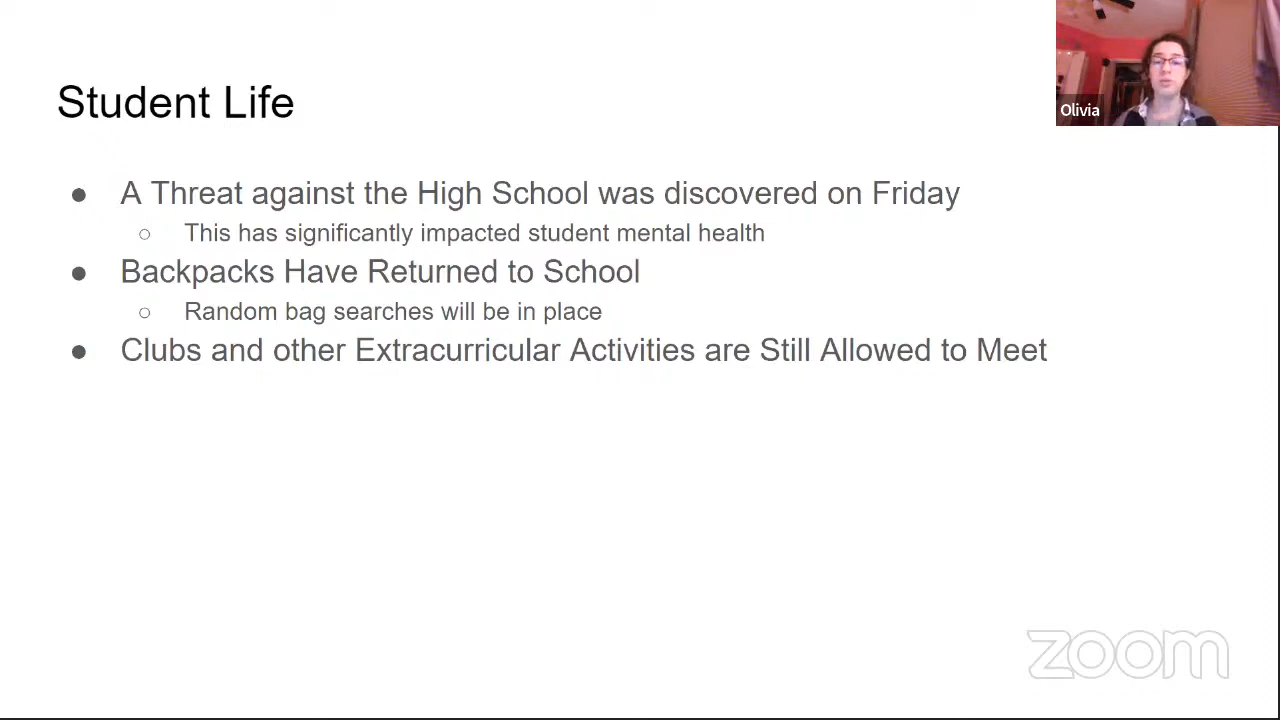 Student Life
Olivia
A Threat against the High School was discovered on Friday
This has significantly impacted student mental health
Backpacks Have Returned to School
Random bag searches will be in place
Clubs and other Extracurricular Activities are Still Allowed to Meet
zoom